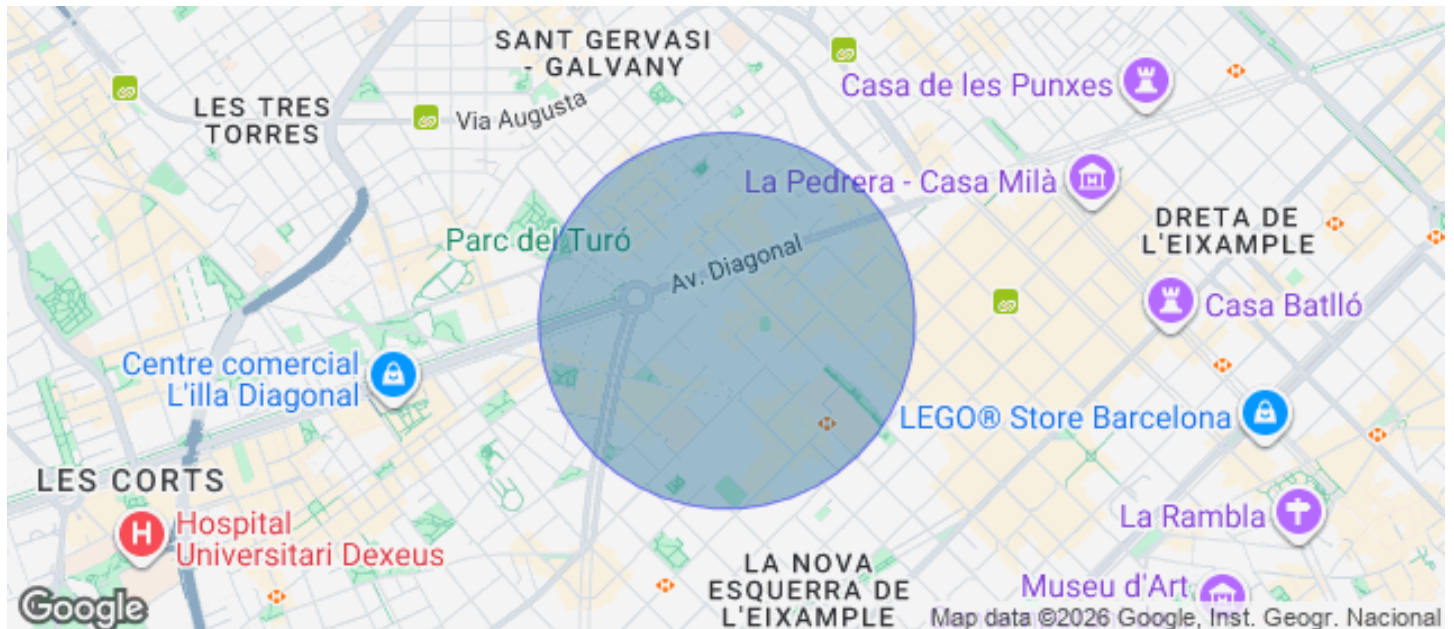 SANT GERVASI
- GALVANY
Casa de les Punxes
LES TRES
TORRES
Via Augusta
La Pedrera - Casa Milà
DRETA DE
L'EIXAMPLE
Parc del Turó
Av. Diagonal
Casa Batlló
Centre comercial
L'illa Diagonal
LEGO® Store Barcelona
LES CORTS
H
Hospital
Universitari Dexeus
La Rambla
LA NOVA
ESQUERRA DE
L'EIXAMPLE
Museu d'Art
Google
Map data ©2026 Google, Inst. Geogr. Nacional